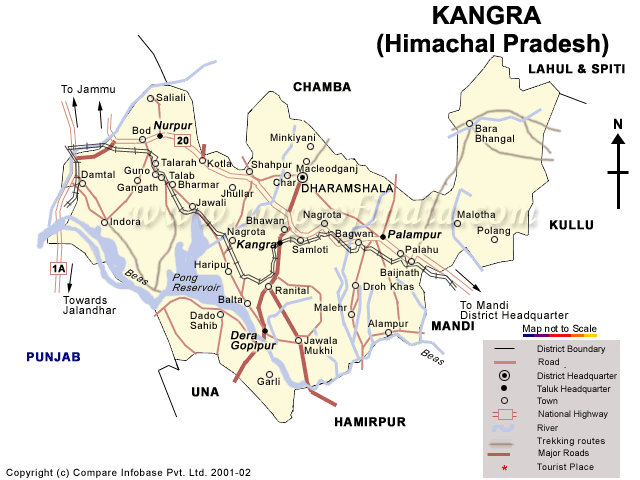 KANGRA
(Himachal Pradesh)
LAHUL & SPITI
CHAMBA
To Jammu
Saliali
Nurpur
Bod
20
N
Bara
Bhangal
Minkiyani
Talarah
Kotla
Shahpur
Macleodganj
Damtal
Guno
Talab
Char
DHARAMSHALA
Gangath
Bharmar
Jhullar
Jawali
Indora
Bhawan
Nagrota
Malotha
KULLU
Nagrota
Kangra
Samloti
Bagwan
Palampur
Polang
Palahu
1A
Haripur
Baijnath
Beas
Pong
Reservoir
Ranital
Droh Khas
Towards
Jalandhar
Balta
Malehr
To Mandi
District Headquarter
Dado
Sahib
Alampur
MANDI
Map not to Scale
Dera
Gopipur
Jawala
Mukhi
Beas
PUNJAB
Garli
UNA
HAMIRPUR
District Boundary
Road
District Headquarter
Taluk Headquarter
Town
National Highway
River
Trekking routes
Major Roads
Tourist Place
Copyright (c) Compare Infobase Pvt. Ltd. 2001-02